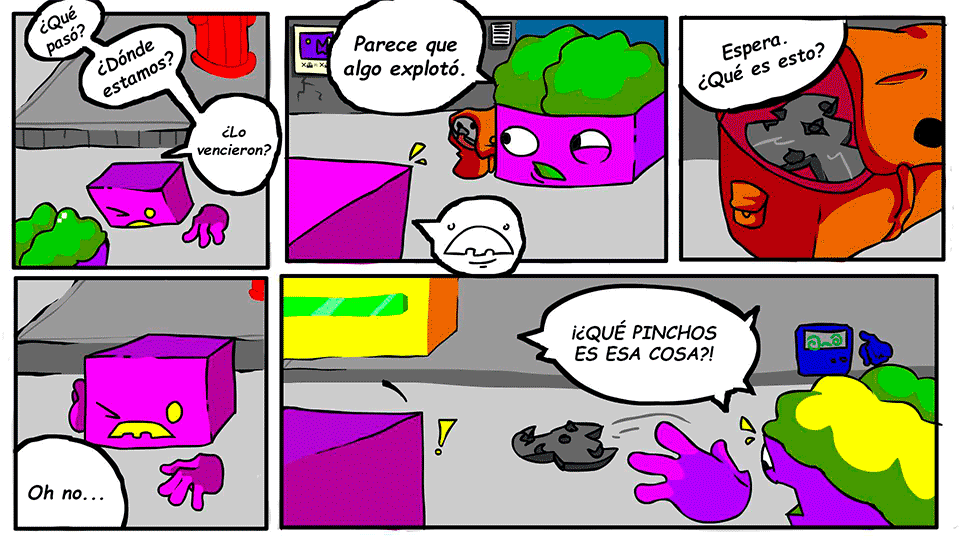 ¿Qué
pasó?
¿Dónde
estamos?
¿Lo
vencieron?
Parece que
algo explotó.
Espera.
¿Qué es esto?
Oh no...
¡¿QUÉ PINCHOS
ES ESA COSA?!